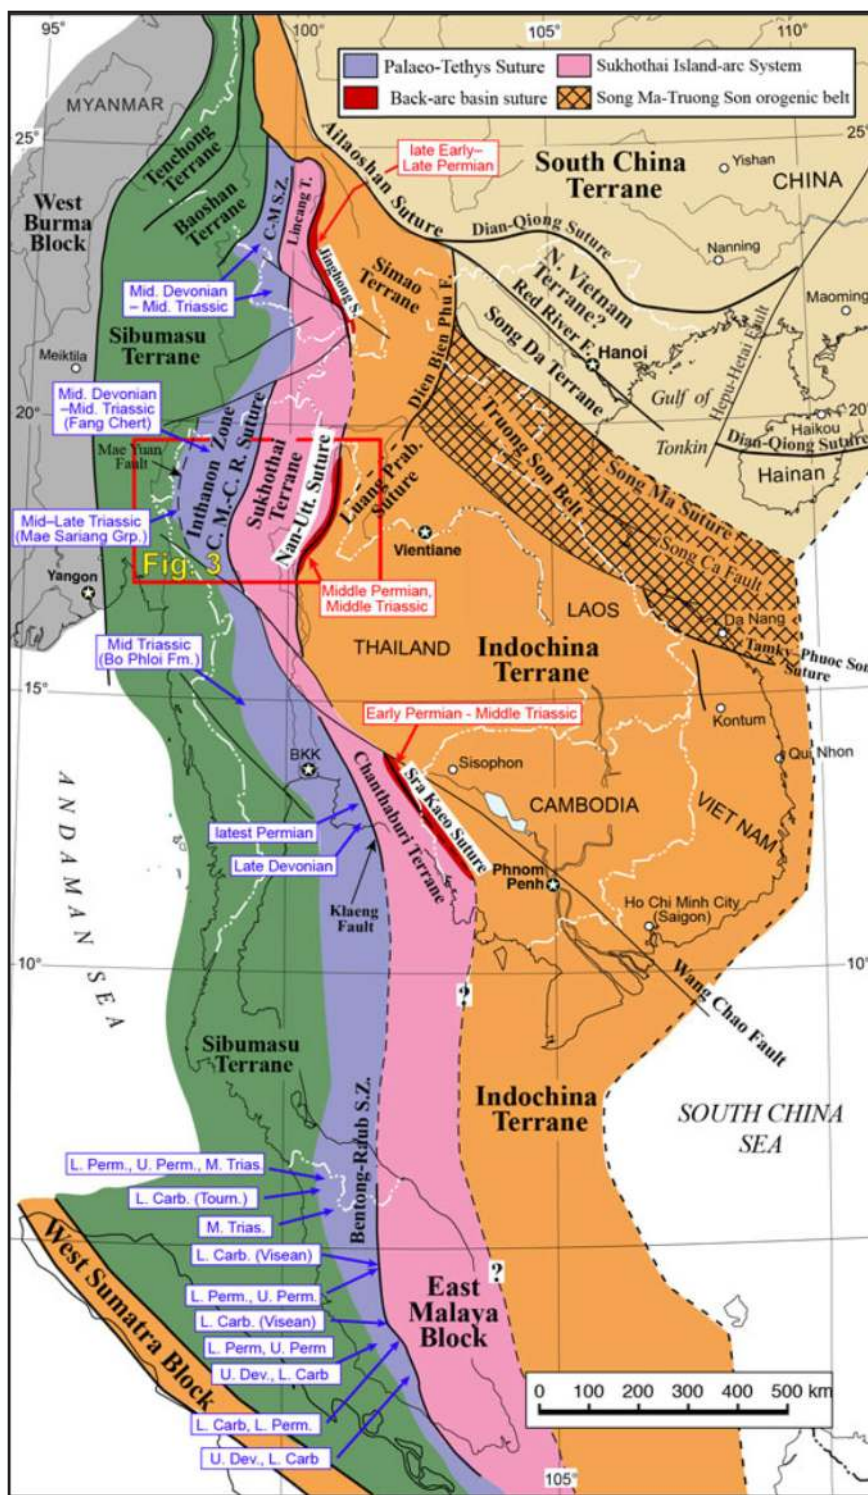 95°
100°
105°
110°
Palaeo-Tethys Suture
Sukhothai Island-arc System
Back-arc basin suture
Song Ma-Truong Son orogenic belt
MYANMAR
25°
25°
Tenchong
Terrane
Baoshan
Terrane
West
Burma
Block
C-M S.Z.
Lincang T.
late Early–
Late Permian
Ailaoshan Suture
South China
Terrane
Yishan
CHINA
Dian-Qiong Suture
Nanning
Jinghong S.
Simao
Terrane
N. Vietnam
Terrane?
Red River F.
Maoming
Mid. Devonian
– Mid. Triassic
Sibumasu
Terrane
Meiktila
Dien Bien Phu F.
Song Da Terrane
Hanoi
Hepu-Hetai Fault
Gulf of
Tonkin
Mid. Devonian
–Mid. Triassic
(Fang Chert)
20°
20°
Haikou
Dian-Qiong Suture
Hainan
Mae Yuan
Fault
Inthanon Zone
C. M.-C. R. Suture
Sukhothai
Terrane
Nan-Utt. Suture
Luang Prab.
Suture
Truong Son Belt
Song Ma Suture
Song Ca Fault
Mid–Late Triassic
(Mae Sariang Grp.)
Fig. 3
Yangon
Vientiane
Middle Permian,
Middle Triassic
LAOS
Da Nang
Tamky-Phuoc Son
Suture
Mid Triassic
(Bo Phloi Fm.)
THAILAND
Indochina
Terrane
15°
15°
Early Permian - Middle Triassic
Kontum
Qui Nhon
BKK
Sisophon
Sra Kaeo Suture
Chanthaburi Terrane
CAMBODIA
VIET NAM
ANDAMAN SEA
latest Permian
Late Devonian
Klaeng
Fault
Phnom
Penh
Ho Chi Minh City
(Saigon)
10°
10°
?
Wang Chao Fault
Sibumasu
Terrane
Indochina
Terrane
SOUTH CHINA
SEA
Bentong-Raub S.Z.
L. Perm., U. Perm., M. Trias.
L. Carb. (Tourn.)
M. Trias.
L. Carb. (Visean)
?
L. Perm., U. Perm.
L. Carb. (Visean)
East
Malaya
Block
West Sumatra Block
L. Perm, U. Perm
U. Dev., L. Carb
L. Carb, L. Perm.
U. Dev., L. Carb
0 100 200 300 400 500 km
105°